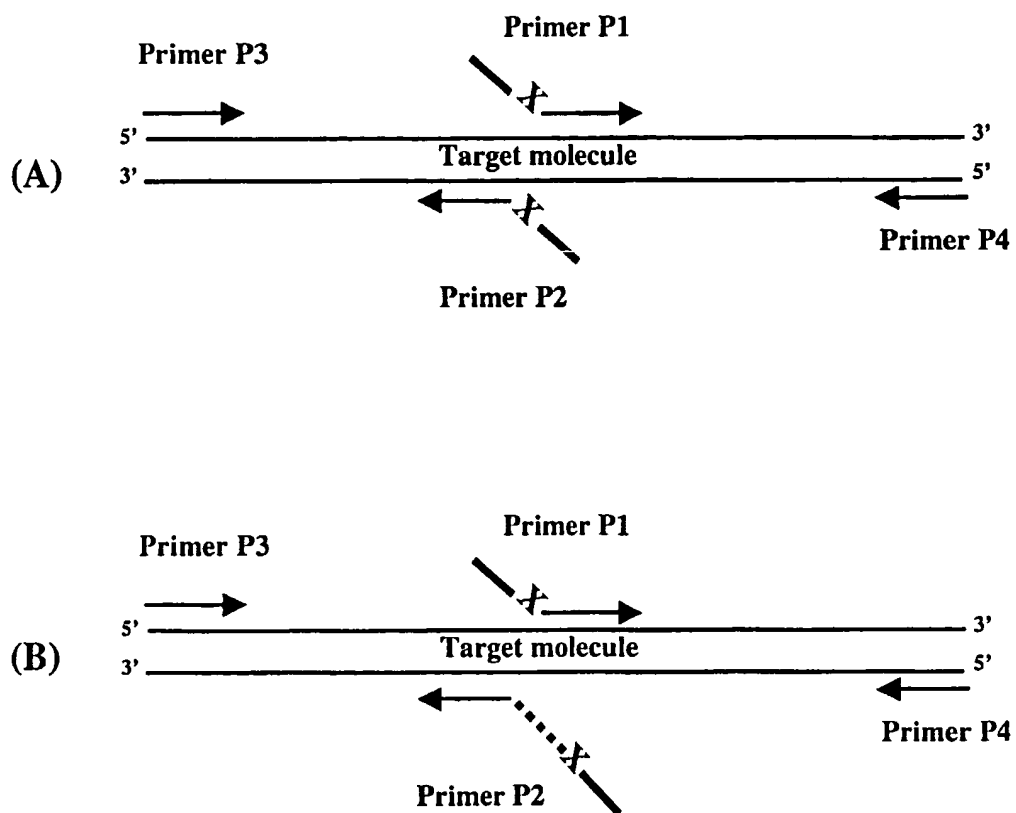 Primer P1
Primer P3
X
5' 3'
(A) Target molecule
3' 5'
X
Primer P4
Primer P2
Primer P1
Primer P3
X
5' 3'
(B) Target molecule
3' 5'
Primer P4
X
Primer P2